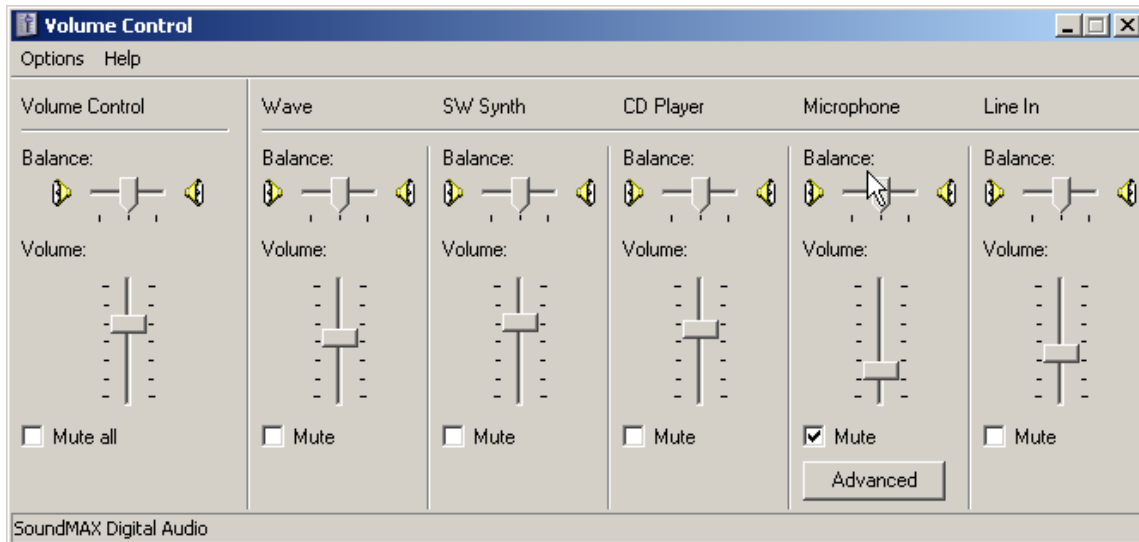 Volume Control
Options Help
Volume Control Wave SW Synth CD Player Microphone Line In
Balance: Balance: Balance: Balance: Balance: Balance:
Volume: Volume: Volume: Volume: Volume: Volume:
Mute all Mute Mute Mute Mute Mute
Advanced
SoundMAX Digital Audio